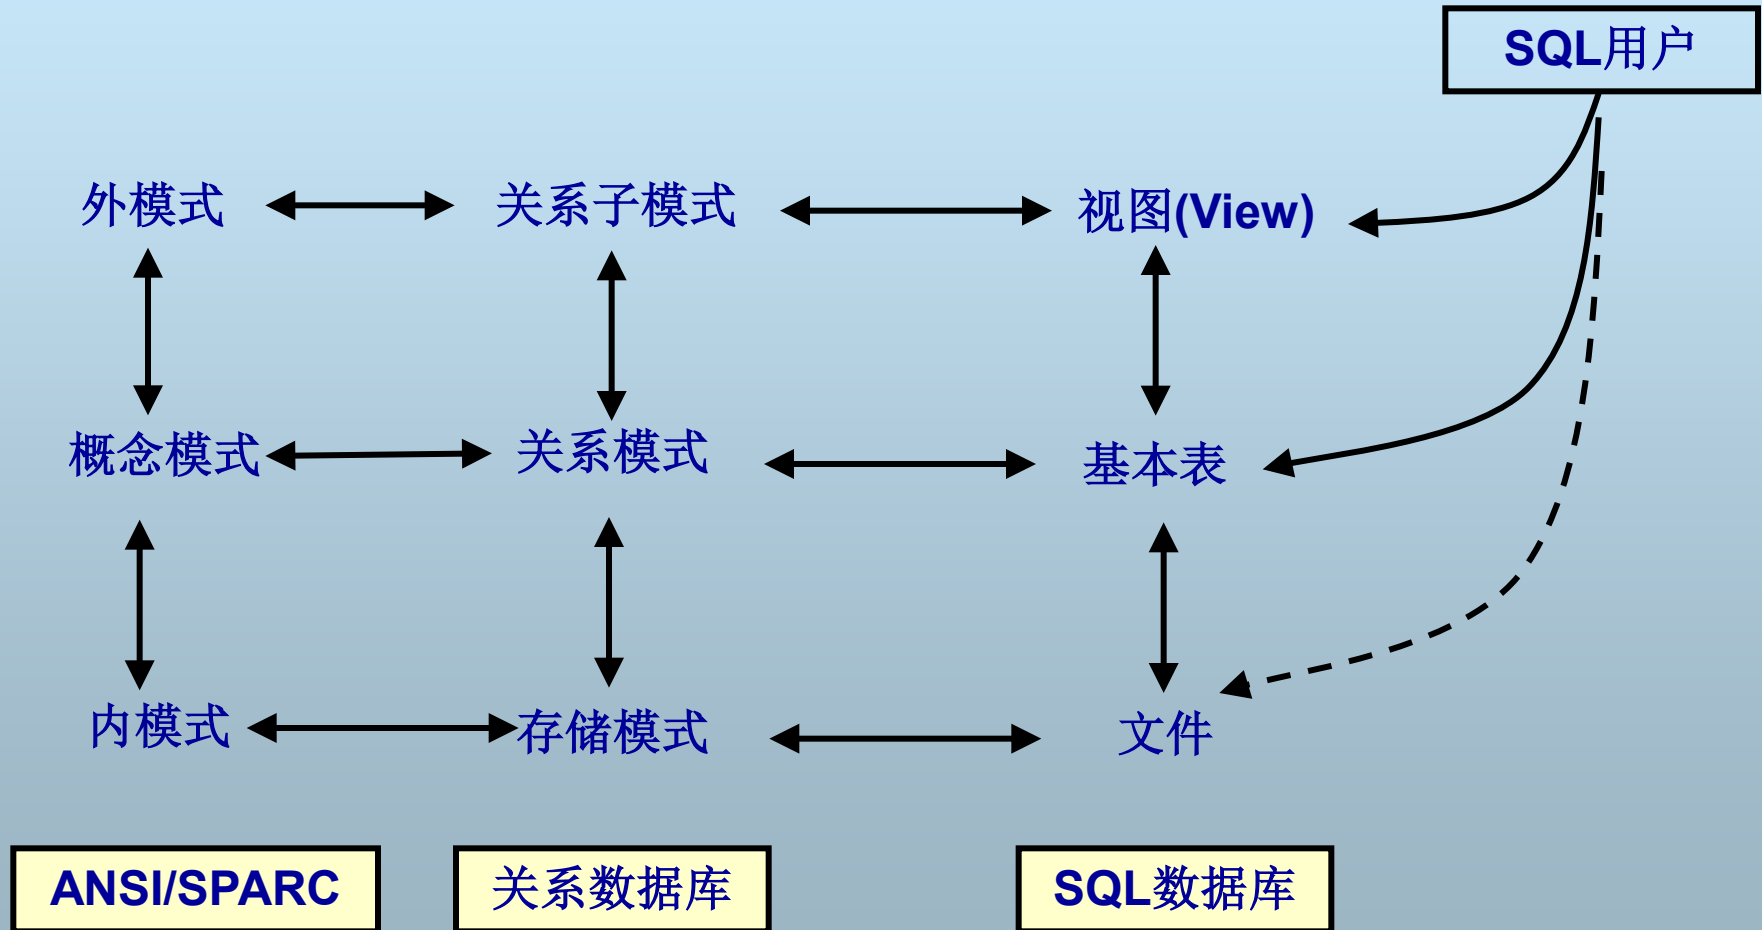 SQL用户
外模式 关系子模式 视图(View)
概念模式 关系模式 基本表
内模式 存储模式 文件
ANSI/SPARC 关系数据库 SQL数据库